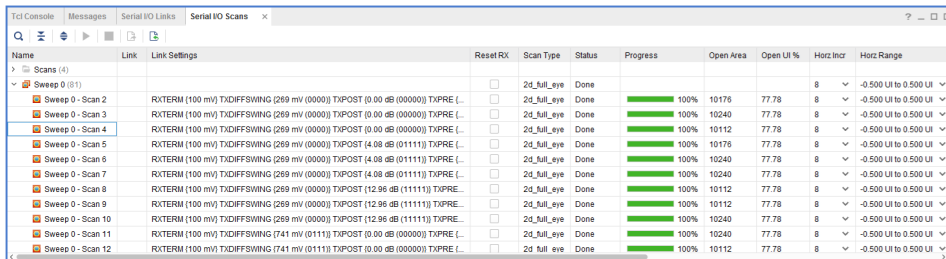 Tcl Console Messages Serial I/O Links Serial I/O Scans × ? _
Name Link Link Settings Reset RX Scan Type Status Progress Open Area Open UI % Horz Incr Horz Range
Scans (4)
Sweep 0 (81) 2d_full_eye Done 8 -0.500 UI to 0.500 UI
Sweep 0 - Scan 2 RXTERM {100 mV} TXDIFFSWING {269 mV (0000)} TXPOST {0.00 dB (00000)} TXPRE {... 2d_full_eye Done 100% 10176 77.78 8 -0.500 UI to 0.500 UI
Sweep 0 - Scan 3 RXTERM {100 mV} TXDIFFSWING {269 mV (0000)} TXPOST {0.00 dB (00000)} TXPRE {... 2d_full_eye Done 100% 10240 77.78 8 -0.500 UI to 0.500 UI
Sweep 0 - Scan 4 RXTERM {100 mV} TXDIFFSWING {269 mV (0000)} TXPOST {0.00 dB (00000)} TXPRE {... 2d_full_eye Done 100% 10112 77.78 8 -0.500 UI to 0.500 UI
Sweep 0 - Scan 5 RXTERM {100 mV} TXDIFFSWING {269 mV (0000)} TXPOST {4.08 dB (01111)} TXPRE {... 2d_full_eye Done 100% 10176 77.78 8 -0.500 UI to 0.500 UI
Sweep 0 - Scan 6 RXTERM {100 mV} TXDIFFSWING {269 mV (0000)} TXPOST {4.08 dB (01111)} TXPRE {... 2d_full_eye Done 100% 10240 77.78 8 -0.500 UI to 0.500 UI
Sweep 0 - Scan 7 RXTERM {100 mV} TXDIFFSWING {269 mV (0000)} TXPOST {4.08 dB (01111)} TXPRE {... 2d_full_eye Done 100% 10240 77.78 8 -0.500 UI to 0.500 UI
Sweep 0 - Scan 8 RXTERM {100 mV} TXDIFFSWING {269 mV (0000)} TXPOST {12.96 dB (11111)} TXPRE... 2d_full_eye Done 100% 10112 77.78 8 -0.500 UI to 0.500 UI
Sweep 0 - Scan 9 RXTERM {100 mV} TXDIFFSWING {269 mV (0000)} TXPOST {12.96 dB (11111)} TXPRE... 2d_full_eye Done 100% 10112 77.78 8 -0.500 UI to 0.500 UI
Sweep 0 - Scan 10 RXTERM {100 mV} TXDIFFSWING {269 mV (0000)} TXPOST {12.96 dB (11111)} TXPRE... 2d_full_eye Done 100% 10240 77.78 8 -0.500 UI to 0.500 UI
Sweep 0 - Scan 11 RXTERM {100 mV} TXDIFFSWING {741 mV (0111)} TXPOST {0.00 dB (00000)} TXPRE {... 2d_full_eye Done 100% 10240 77.78 8 -0.500 UI to 0.500 UI
Sweep 0 - Scan 12 RXTERM {100 mV} TXDIFFSWING {741 mV (0111)} TXPOST {0.00 dB (00000)} TXPRE {... 2d_full_eye Done 100% 10112 77.78 8 -0.500 UI to 0.500 UI